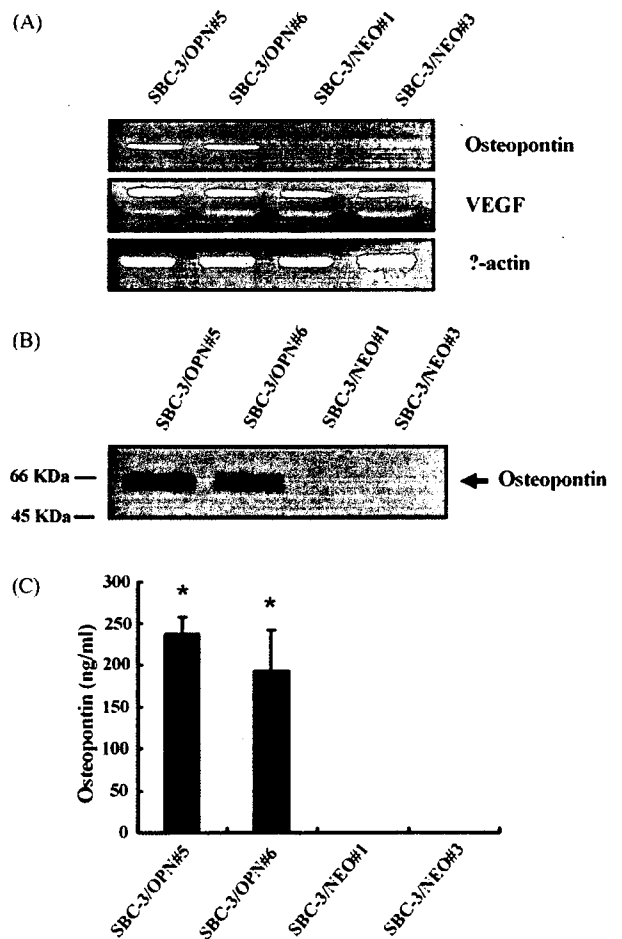 (A)
SBC-3/OPN#5
SBC-3/OPN#6
SBC-3/NEO#1
SBC-3/NEO#3
Osteopontin
VEGF
?-actin
(B)
SBC-3/OPN#5
SBC-3/OPN#6
SBC-3/NEO#1
SBC-3/NEO#3
66 KDa
Osteopontin
45 KDa
(C)
Osteopontin (ng/ml)
300
250
200
150
100
50
0
*
*
SBC-3/OPN#5
SBC-3/OPN#6
SBC-3/NEO#1
SBC-3/NEO#3